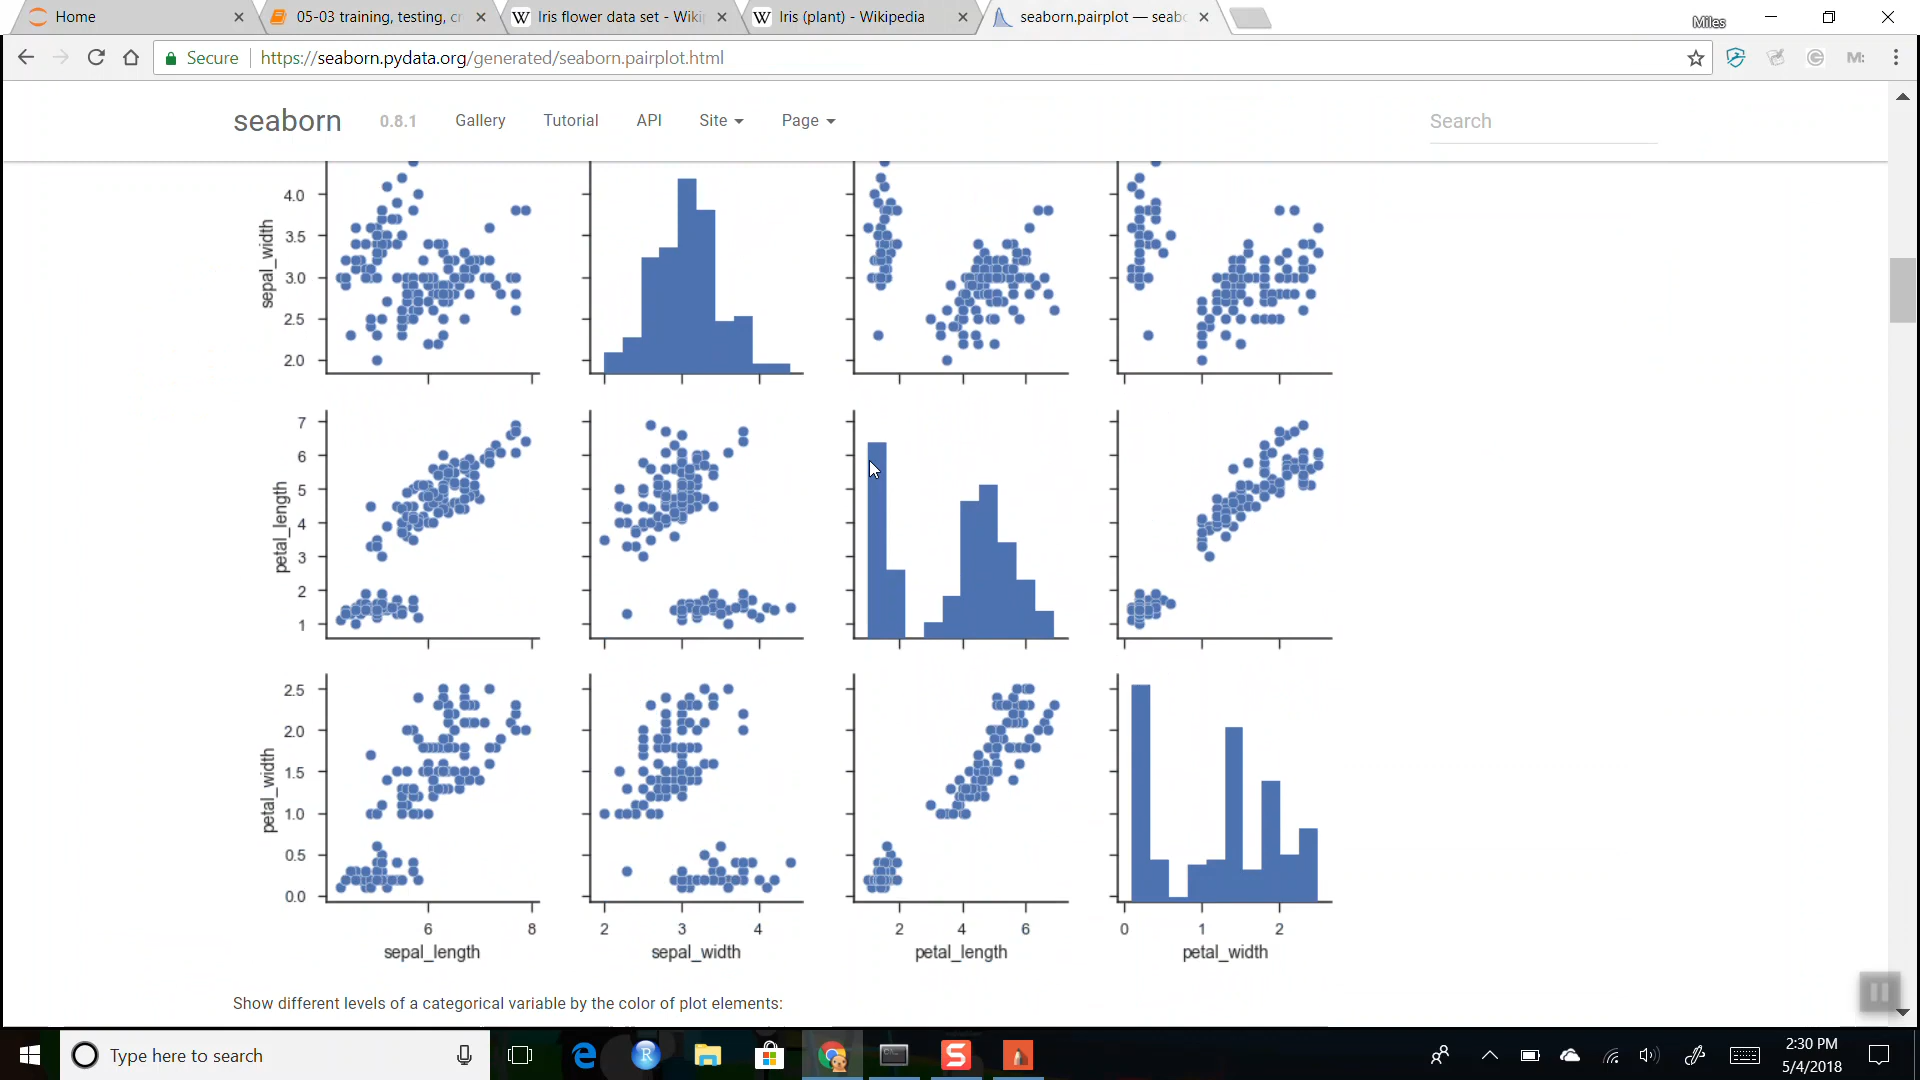 Home
05-03 training, testing, cr
Iris flower data set - Wiki
Iris (plant) - Wikipedia
seaborn.pairplot — seab
Miles
Secure https://seaborn.pydata.org/generated/seaborn.pairplot.html
seaborn 0.8.1 Gallery Tutorial API Site Page Search
sepal_width
4.0
3.5
3.0
2.5
2.0
petal_length
7
6
5
4
3
2
1
petal_width
2.5
2.0
1.5
1.0
0.5
0.0
6 8 2 3 4 2 4 6 0 1 2
sepal_length sepal_width petal_length petal_width
Show different levels of a categorical variable by the color of plot elements:
Type here to search
2:30 PM
5/4/2018